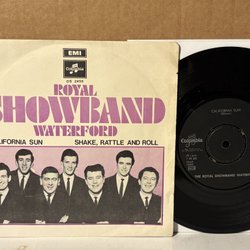 EMI
Columbia
DS 2498
ROYAL
SHOWBAND
WATERFORD
CALIFORNIA SUN
SHAKE, RATTLE AND ROLL
Columbia
CALIFORNIA SUN
THE ROYAL SHOWBAND WATERFORD